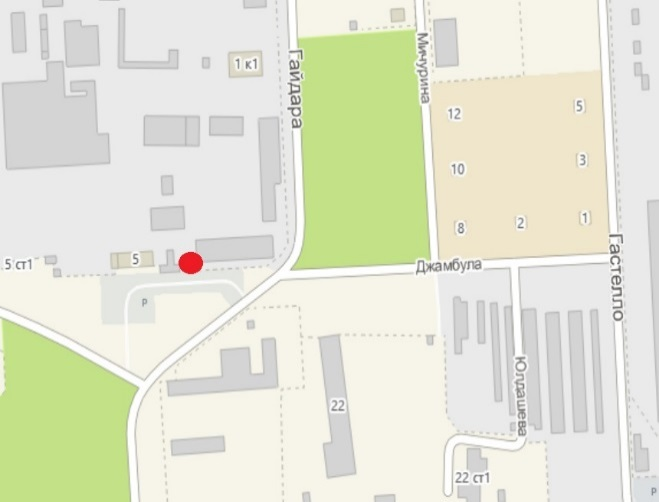 Гайдара
Мичурина
1 к1
12
5
10
3
8
2
1
5 ст1
5
Джамбула
Гастелло
P
Юлдашева
22
22 ст1
P